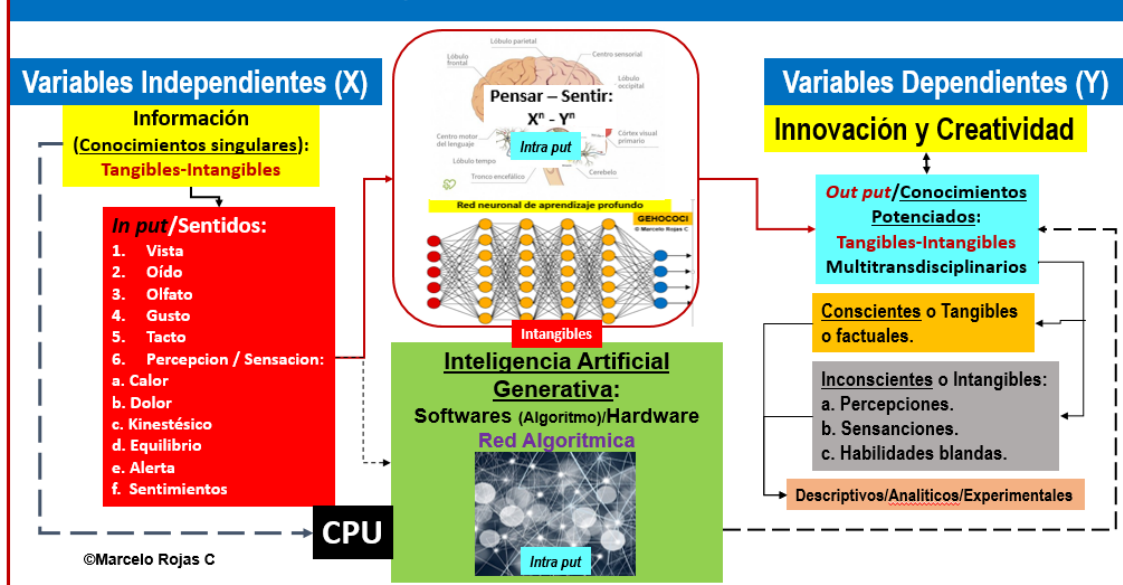 Variables Independientes (X)
Información
(Conocimientos singulares):
Tangibles-Intangibles
In put/Sentidos:
1. Vista
2. Oído
3. Olfato
4. Gusto
5. Tacto
6. Percepcion / Sensacion:
a. Calor
b. Dolor
c. Kinestésico
d. Equilibrio
e. Alerta
f. Sentimientos
CPU
©Marcelo Rojas C
Lóbulo parietal
Lóbulo
frontal
Centro sensorial
Lóbulo
occipital
Pensar – Sentir:
Xⁿ - Yⁿ
Intra put
Centro motor
del lenguaje
Córtex visual
primario
Lóbulo tempo
Cerebelo
Tronco encefálico
Red neuronal de aprendizaje profundo
GEHOCOCI
© Marcelo Rojas C
Intangibles
Inteligencia Artificial
Generativa:
Softwares (Algoritmo)/Hardware
Red Algoritmica
Intra put
Variables Dependientes (Y)
Innovación y Creatividad
Out put/Conocimientos
Potenciados:
Tangibles-Intangibles
Multitransdisciplinarios
Conscientes o Tangibles
o factuales.
Inconscientes o Intangibles:
a. Percepciones.
b. Sensanciones.
c. Habilidades blandas.
Descriptivos/Analiticos/Experimentales